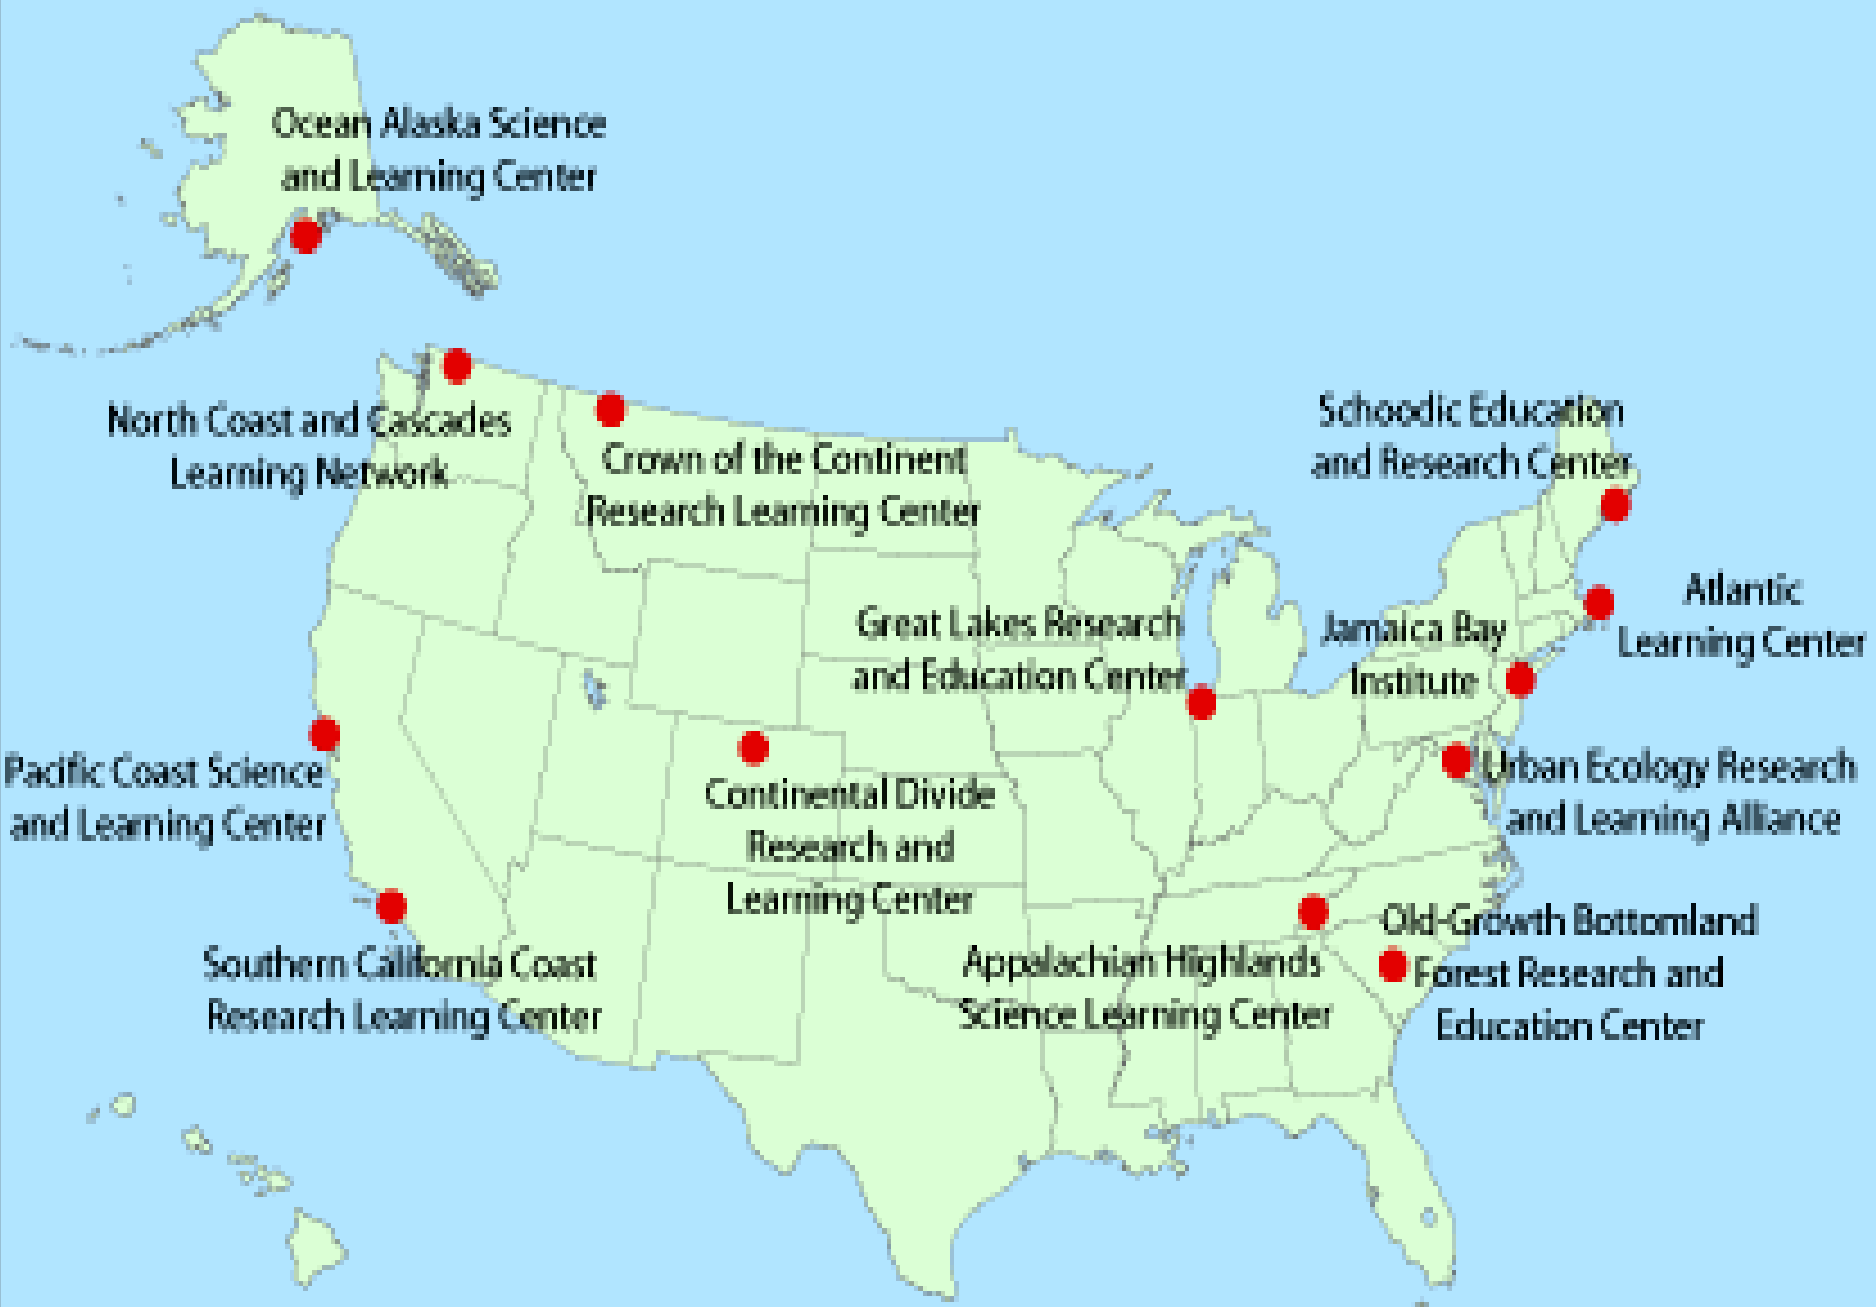 Ocean Alaska Science
and Learning Center
North Coast and Cascades
Learning Network
Crown of the Continent
Research Learning Center
Schoodic Education
and Research Center
Great Lakes Research
and Education Center
Jamaica Bay
Institute
Atlantic
Learning Center
Pacific Coast Science
and Learning Center
Continental Divide
Research and
Learning Center
Urban Ecology Research
and Learning Alliance
Southern California Coast
Research Learning Center
Appalachian Highlands
Science Learning Center
Old-Growth Bottomland
Forest Research and
Education Center